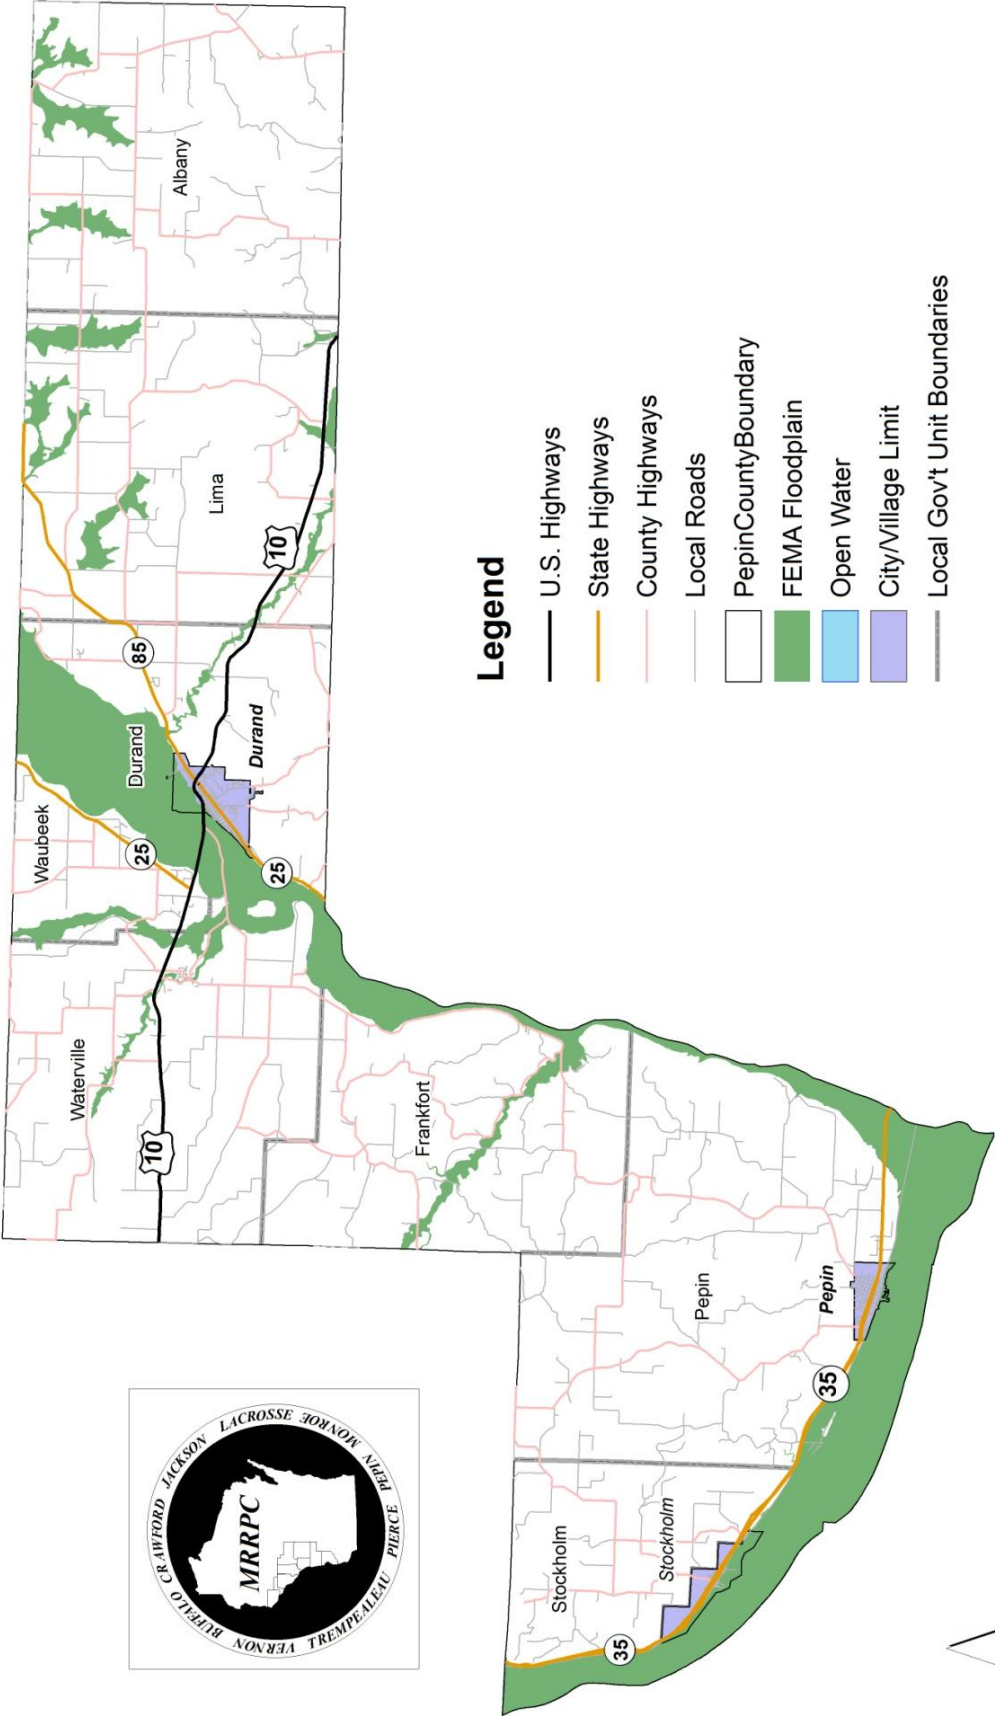 MRRPC
BUFFALO CRAWFORD JACKSON LACROSSE MONROE PEPIN PIERCE TREMPEALEAU VERNON
Waterville
Waubeek
Durand
Durand
Lima
Albany
Frankfort
Pepin
Pepin
Stockholm
Stockholm
10
10
25
25
85
35
35
Legend
U.S. Highways
State Highways
County Highways
Local Roads
PepinCountyBoundary
FEMA Floodplain
Open Water
City/Village Limit
Local Gov't Unit Boundaries